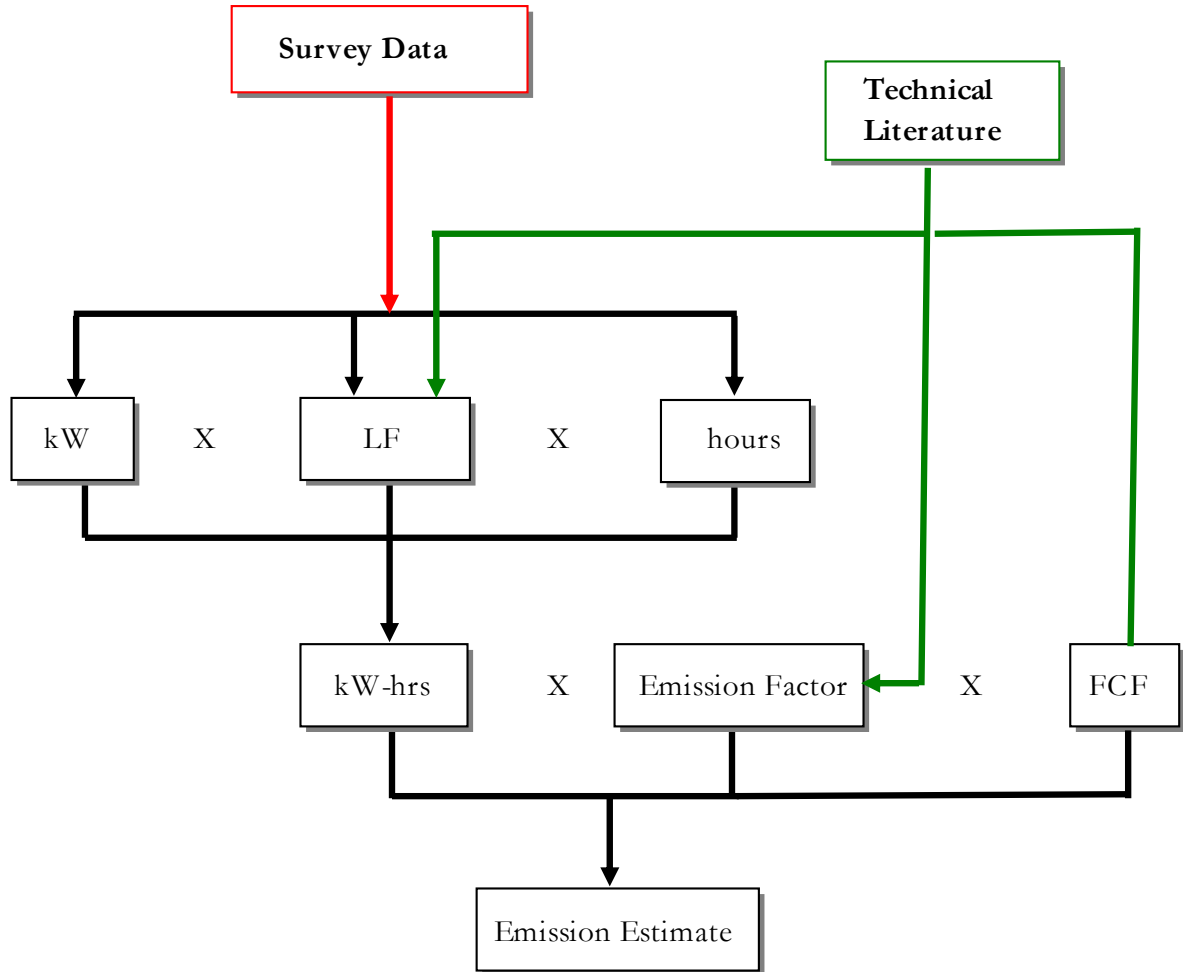 Survey Data
Technical
Literature
kW X LF X hours
kW-hrs X Emission Factor X FCF
Emission Estimate